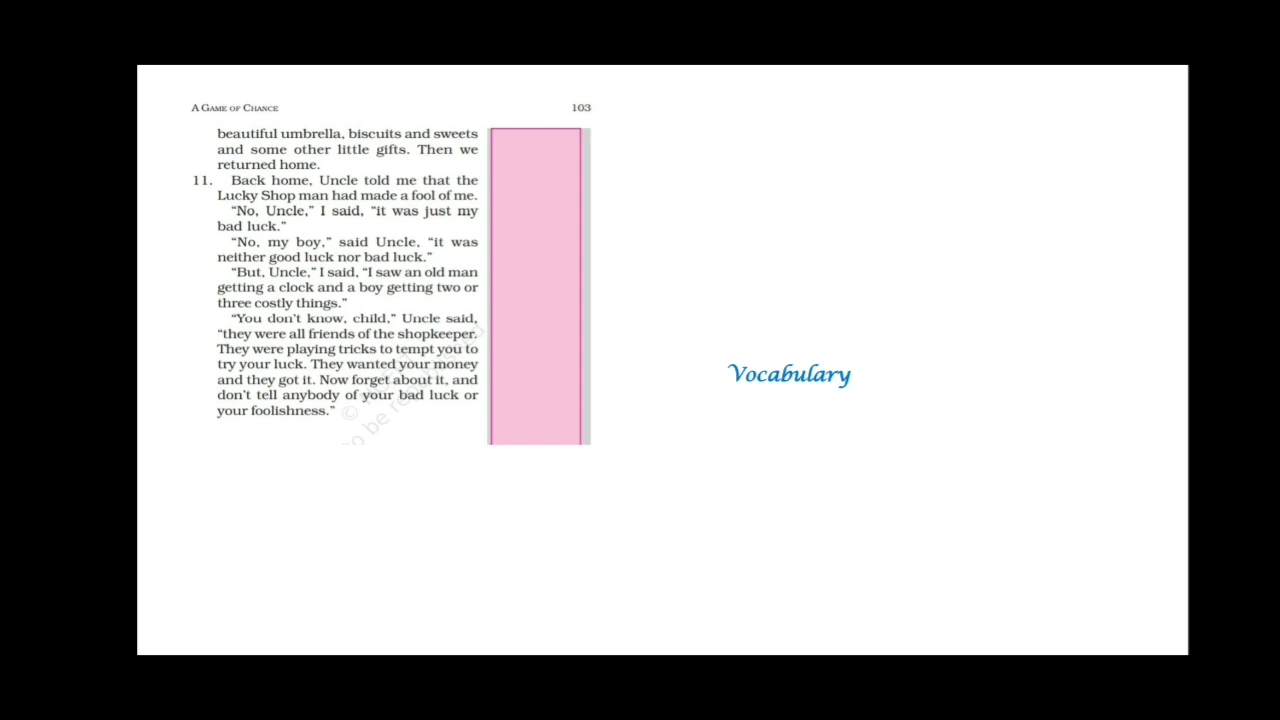 A GAME OF CHANCE 103
beautiful umbrella, biscuits and sweets
and some other little gifts. Then we
returned home.
11. Back home, Uncle told me that the
Lucky Shop man had made a fool of me.
“No, Uncle,” I said, “it was just my
bad luck.”
“No, my boy,” said Uncle, “it was
neither good luck nor bad luck.”
“But, Uncle,” I said, “I saw an old man
getting a clock and a boy getting two or
three costly things.”
“You don’t know, child,” Uncle said,
“they were all friends of the shopkeeper.
They were playing tricks to tempt you to
try your luck. They wanted your money
and they got it. Now forget about it, and
don’t tell anybody of your bad luck or
your foolishness.”
Vocabulary